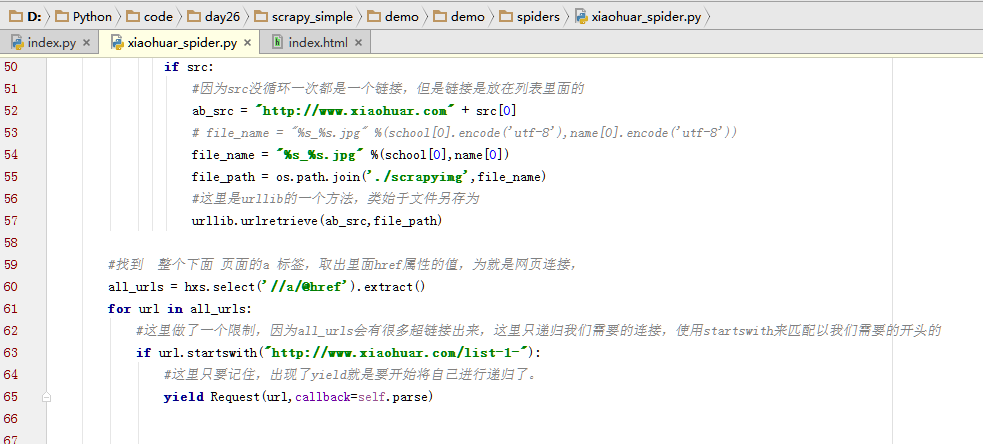 D: Python code day26 scrapy_simple demo demo spiders xiaohuar_spider.py
index.py × xiaohuar_spider.py × index.html ×
50 if src:
51 #因为src没循环一次都是一个链接，但是链接是放在列表里面的
52 ab_src = "http://www.xiaohuar.com" + src[0]
53 # file_name = "%s_%s.jpg" %(school[0].encode('utf-8'),name[0].encode('utf-8'))
54 file_name = "%s_%s.jpg" %(school[0],name[0])
55 file_path = os.path.join('./scrapyimg',file_name)
56 #这里是urllib的一个方法，类始于文件另存为
57 urllib.urlretrieve(ab_src,file_path)
58
59 #找到 整个下面 页面的a 标签，取出里面href属性的值，为就是网页连接，
60 all_urls = hxs.select('//a/@href').extract()
61 for url in all_urls:
62 #这里做了一个限制，因为all_urls会有很多超链接出来，这里只递归我们需要的连接，使用startswith来匹配以我们需要的开头的
63 if url.startswith("http://www.xiaohuar.com/list-1-"):
64 #这里只要记住，出现了yield就是要开始将自己进行递归了。
65 yield Request(url,callback=self.parse)
66
67